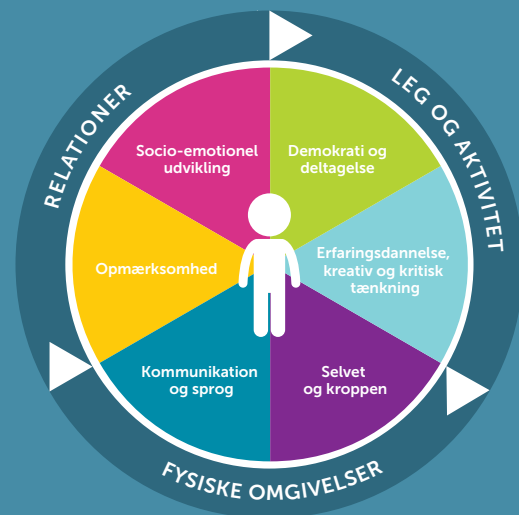 RELATIONER
LEG OG AKTIVITET
Socio-emotionel
udvikling
Demokrati og
deltagelse
Opmærksomhed
Erfaringsdannelse,
kreativ og kritisk
tænkning
Kommunikation
og sprog
Selvet
og kroppen
FYSISKE OMGIVELSER